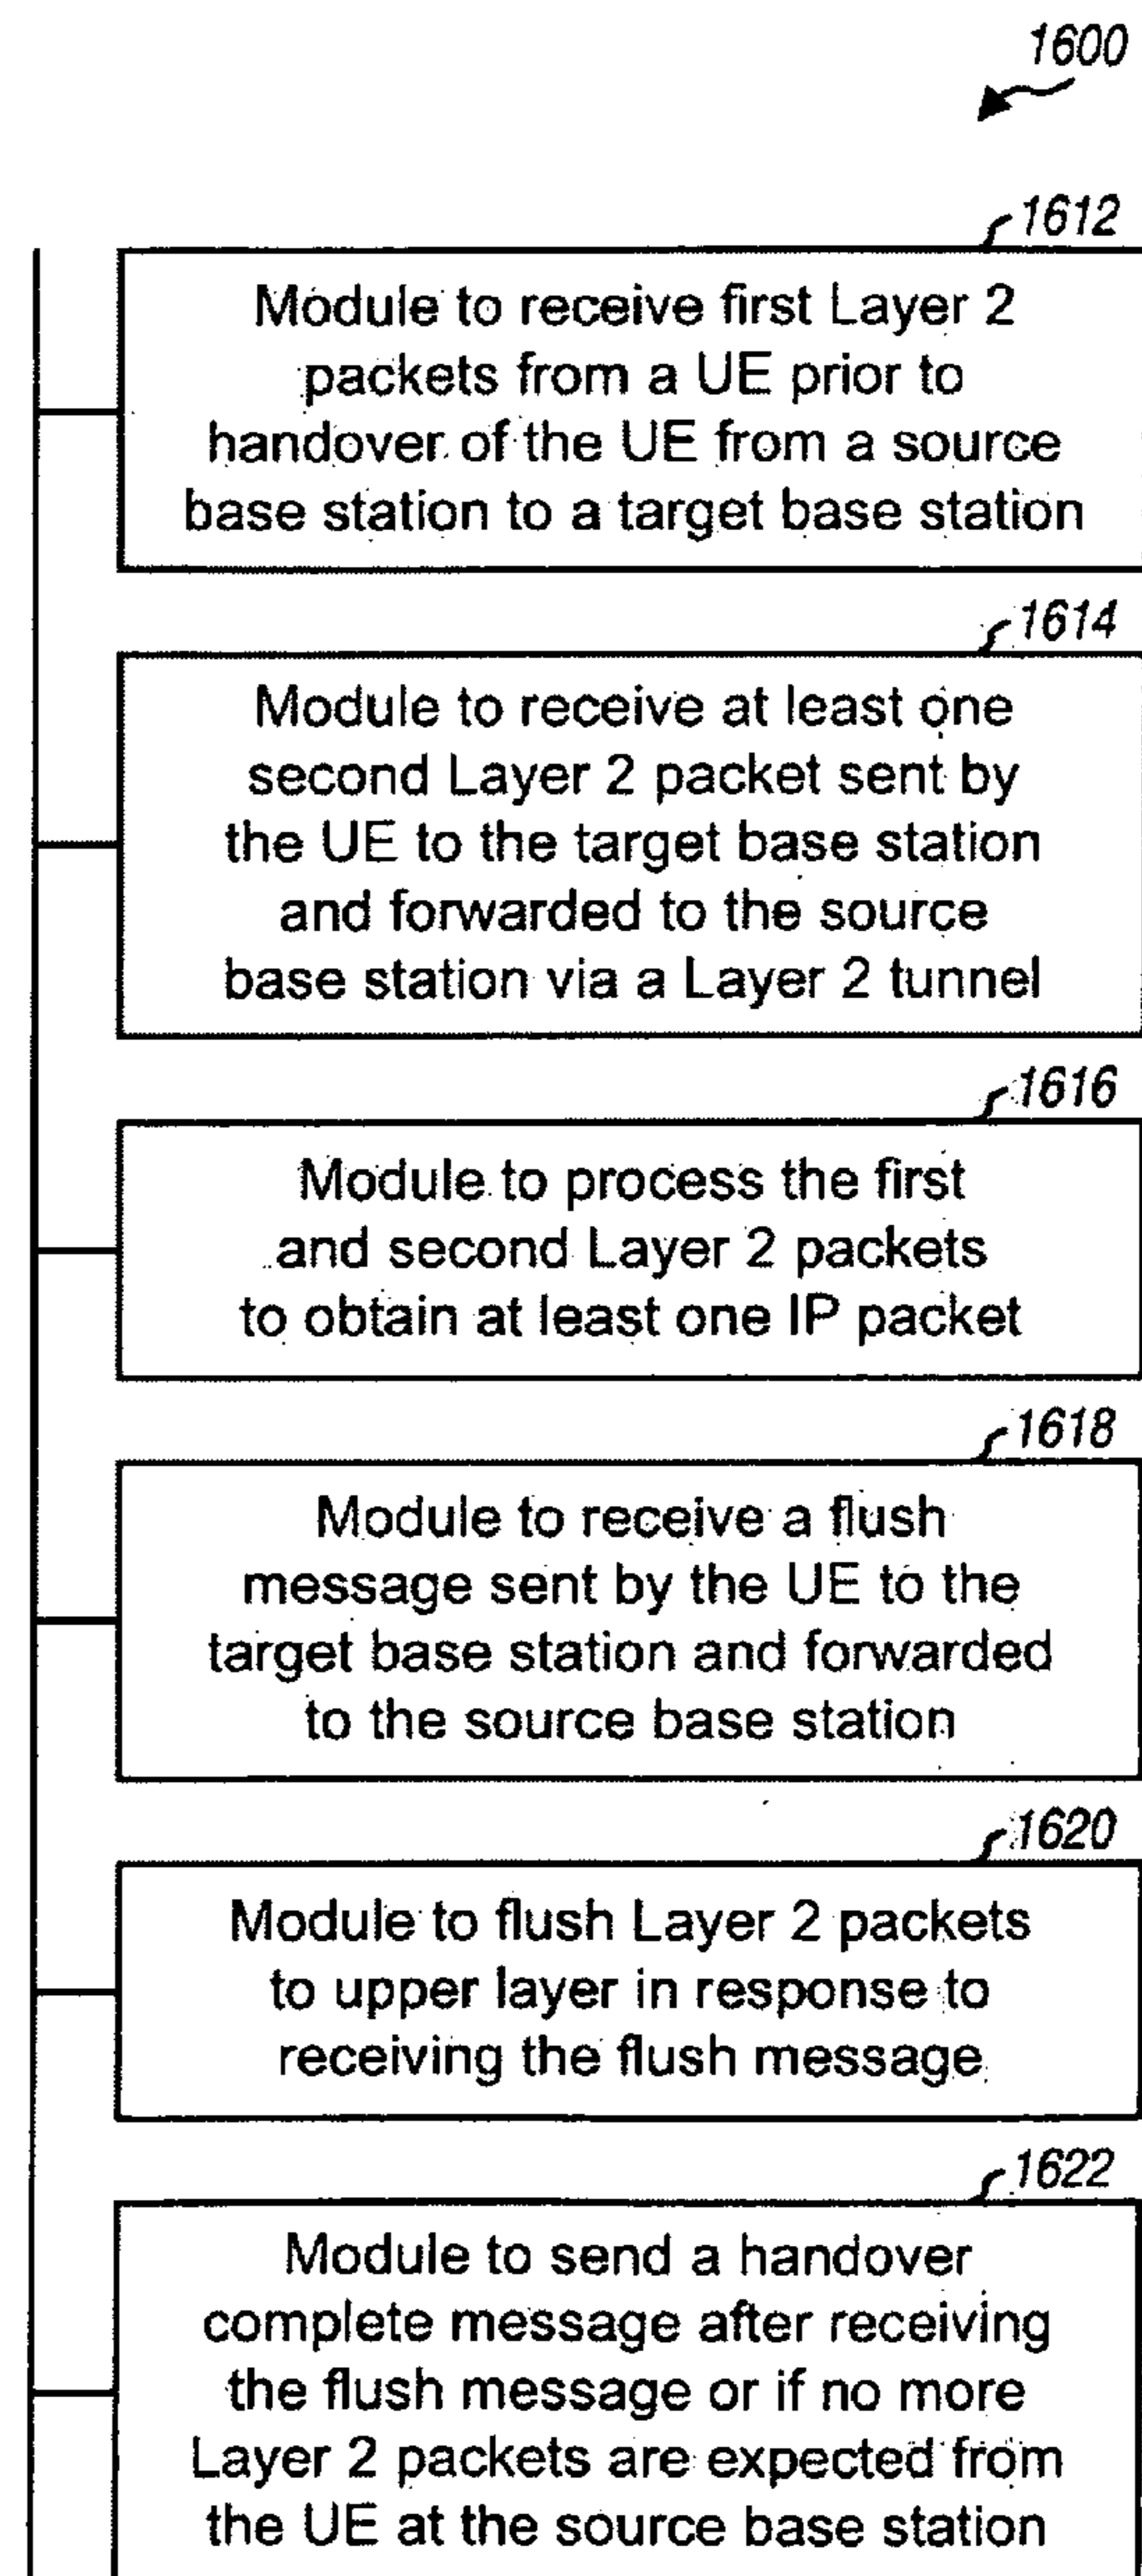 1600
1612
Module to receive first Layer 2
packets from a UE prior to
handover of the UE from a source
base station to a target base station
1614
Module to receive at least one
second Layer 2 packet sent by
the UE to the target base station
and forwarded to the source
base station via a Layer 2 tunnel
1616
Module to process the first
and second Layer 2 packets
to obtain at least one IP packet
1618
Module to receive a flush
message sent by the UE to the
target base station and forwarded
to the source base station
1620
Module to flush Layer 2 packets
to upper layer in response to
receiving the flush message
1622
Module to send a handover
complete message after receiving
the flush message or if no more
Layer 2 packets are expected from
the UE at the source base station